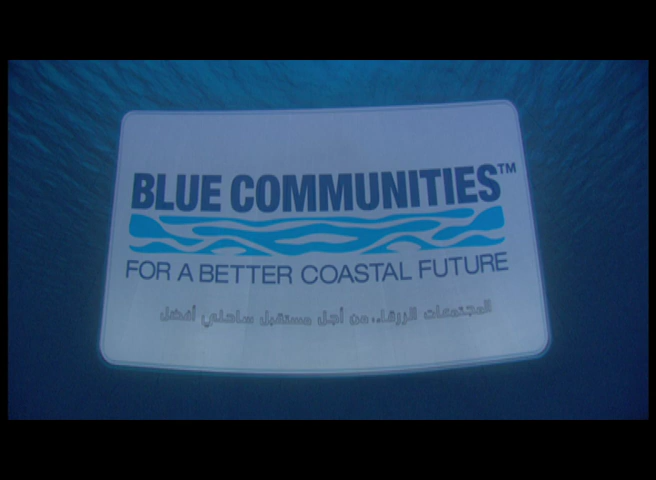 BLUE COMMUNITIES™
FOR A BETTER COASTAL FUTURE
المجتمعات الزرقاء..من أجل مستقبل ساحلي أفضل